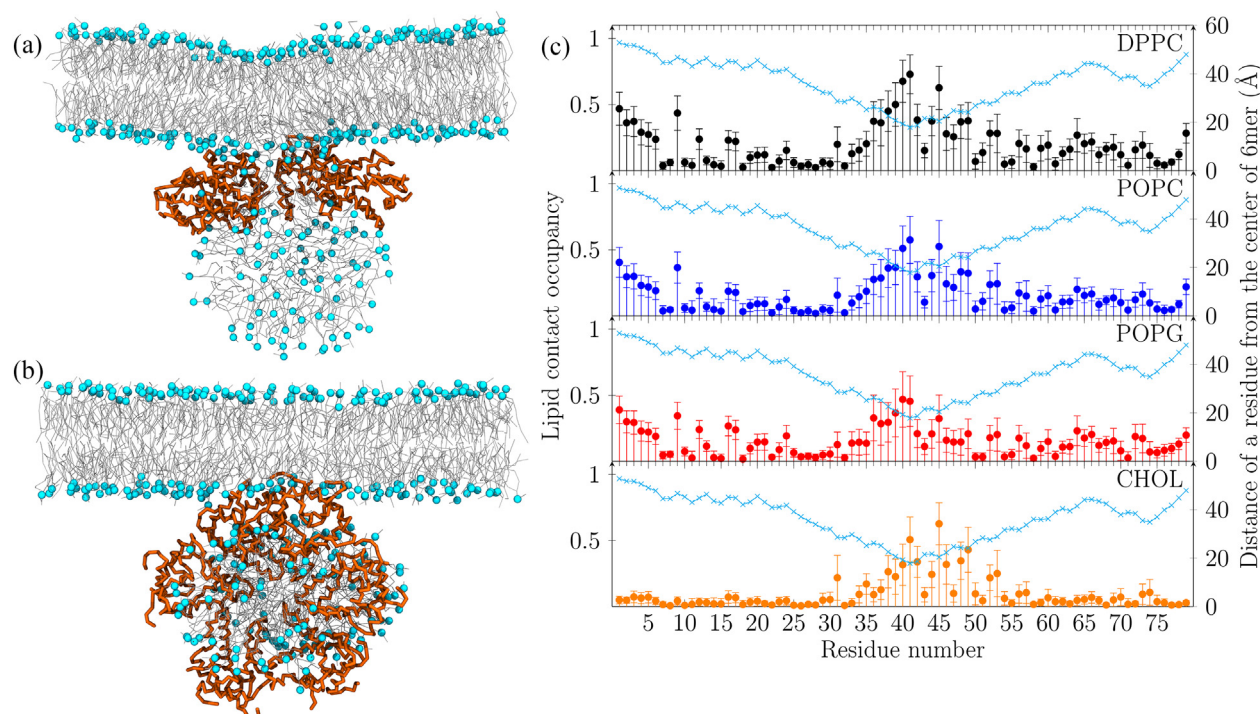 (a)
(b)
(c)
Lipid contact occupancy
1
0.5
DPPC
60
40
20
0
1
0.5
POPC
40
20
0
1
0.5
POPG
40
20
0
1
0.5
CHOL
40
20
0
5 10 15 20 25 30 35 40 45 50 55 60 65 70 75
Residue number
Distance of a residue from the center of 6mer (Å)